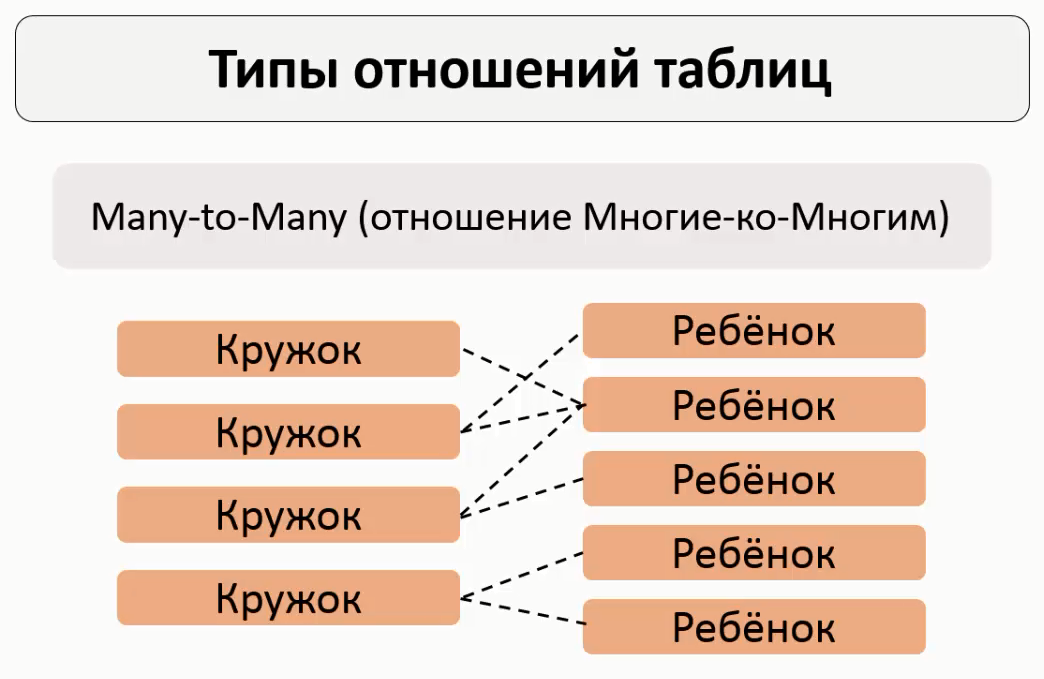 Типы отношений таблиц
Many-to-Many (отношение Многие-ко-Многим)
Кружок
Кружок
Кружок
Кружок
Ребёнок
Ребёнок
Ребёнок
Ребёнок
Ребёнок